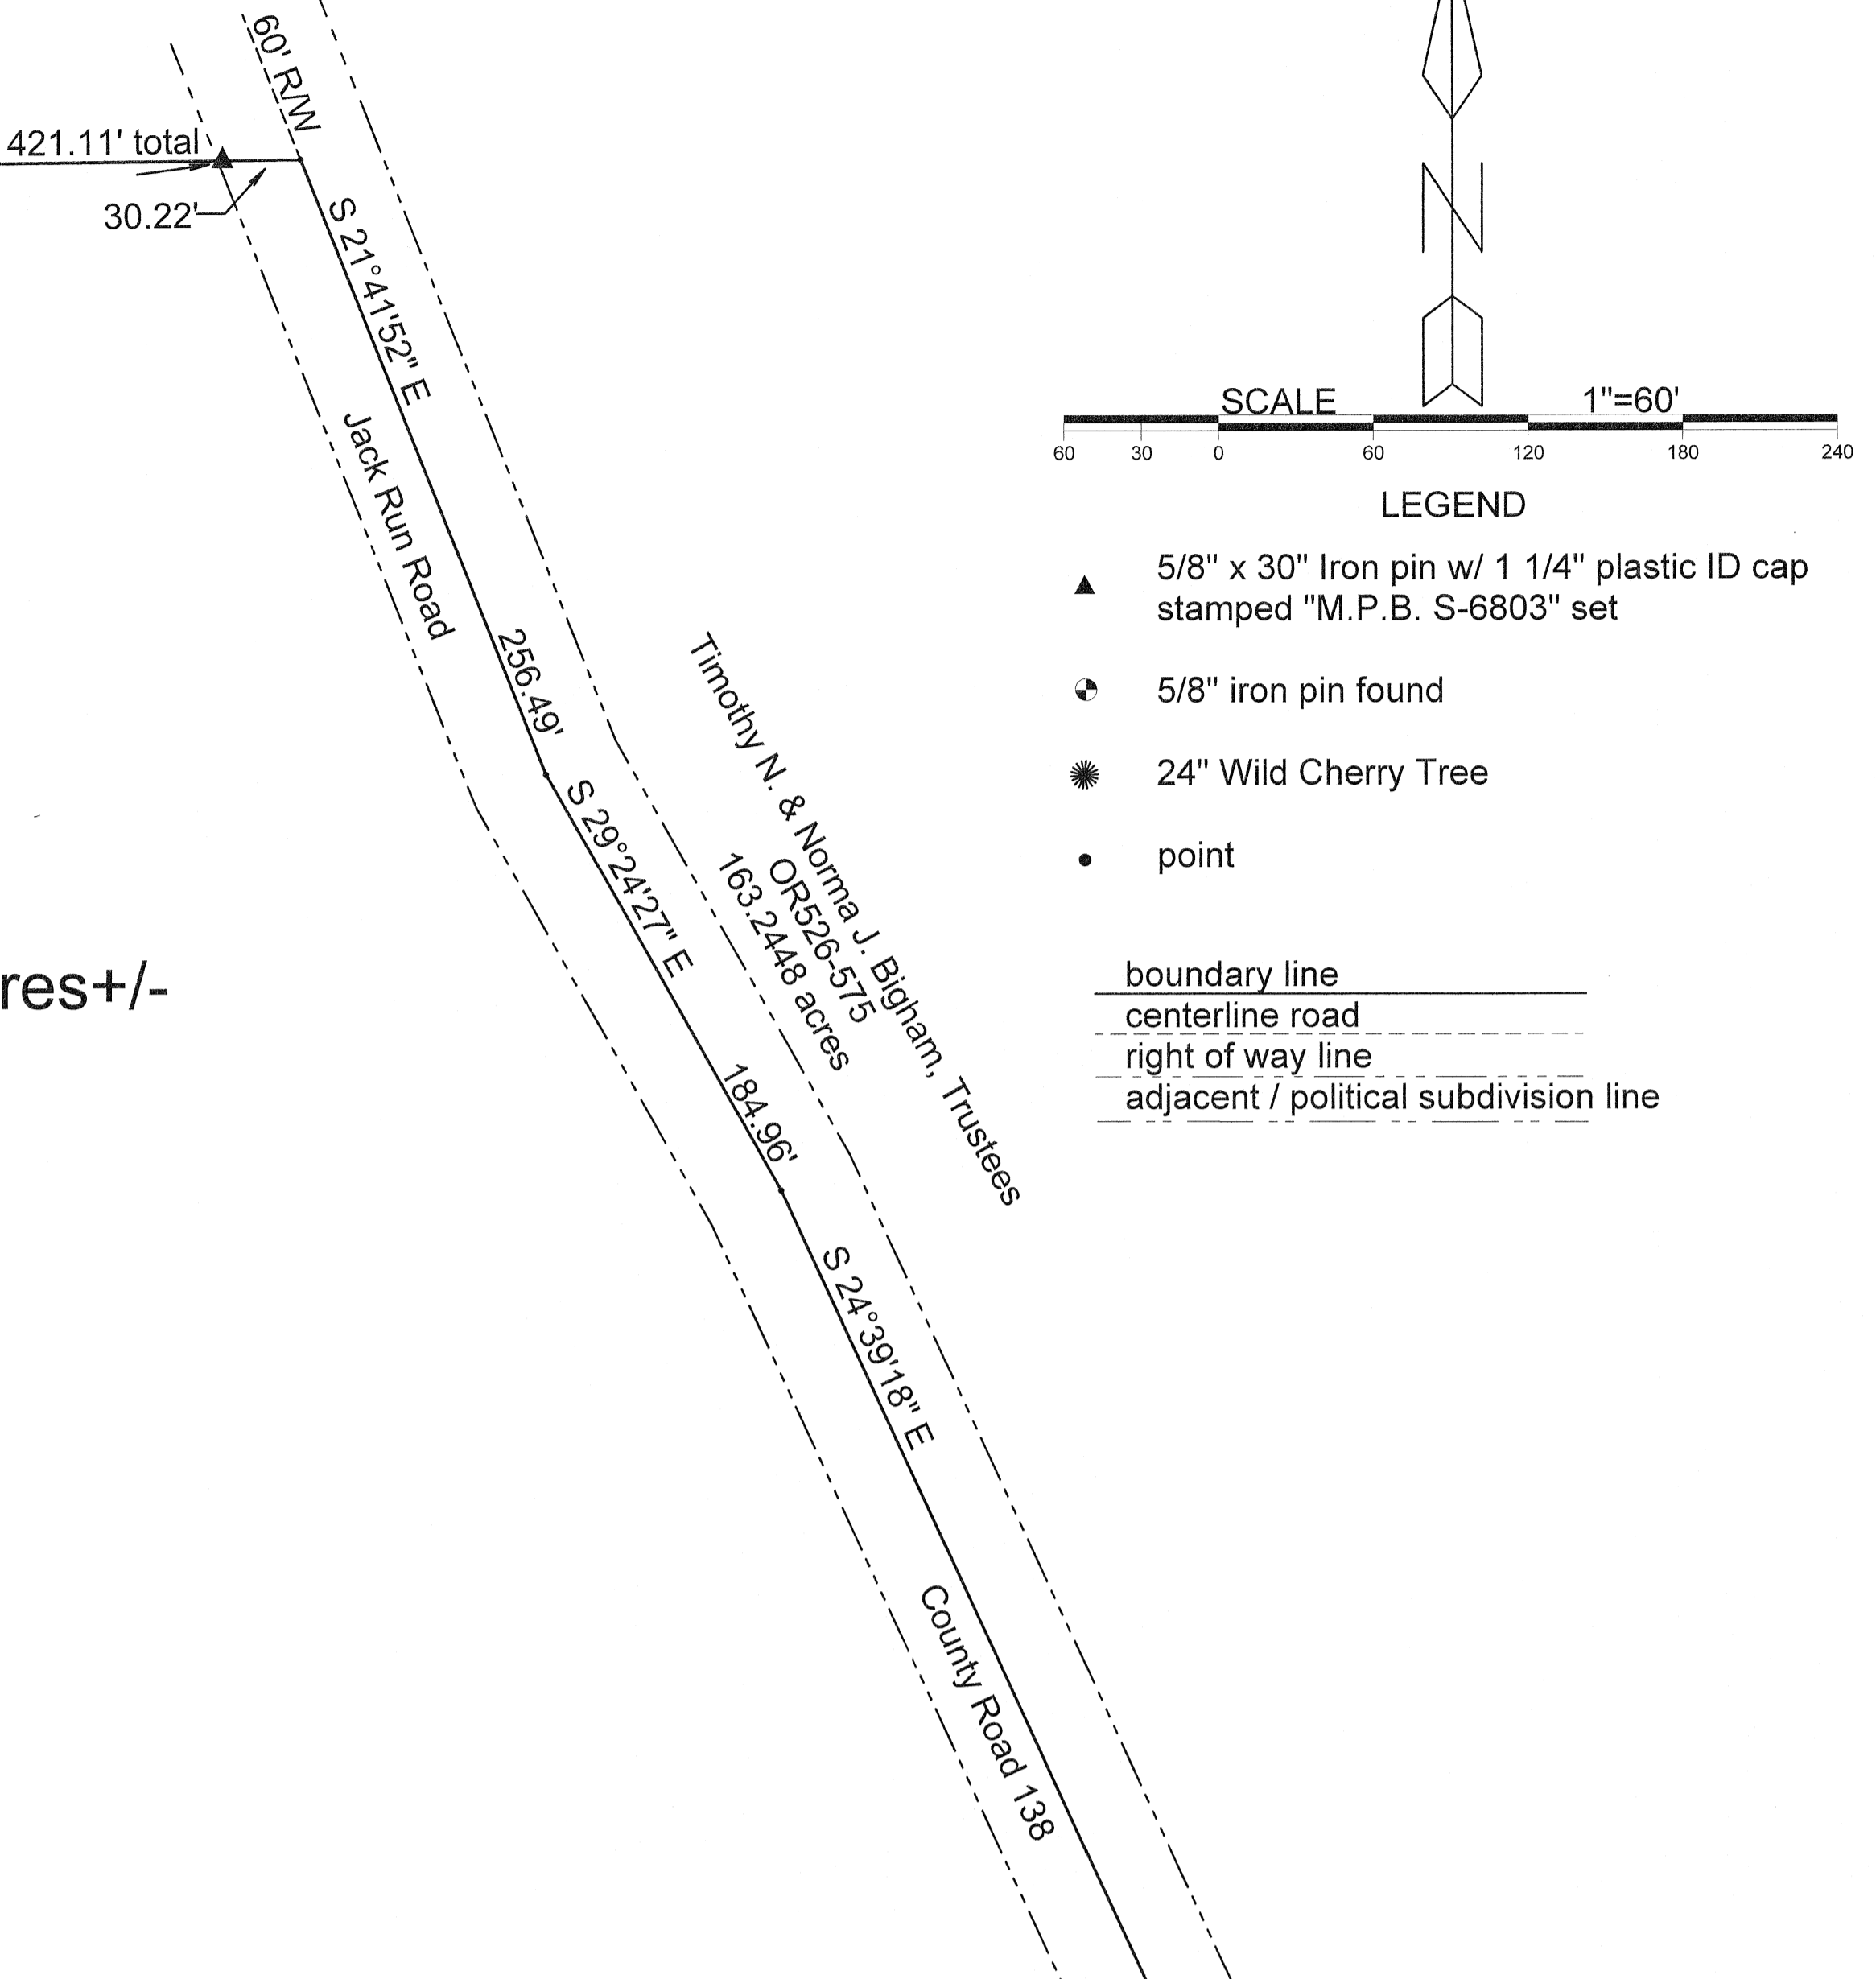 60' R/W
421.11' total
30.22'
S 21°41'52" E
Jack Run Road
256.49'
S 29°24'27" E
184.96'
Timothy N. & Norma J. Bigham, Trustees
OR526-575
163.2448 acres
res+/-
S 24°39'18" E
County Road 138
N
SCALE 1"=60'
60 30 0 60 120 180 240
LEGEND
5/8" x 30" Iron pin w/ 1 1/4" plastic ID cap
stamped "M.P.B. S-6803" set
5/8" iron pin found
24" Wild Cherry Tree
point
boundary line
centerline road
right of way line
adjacent / political subdivision line